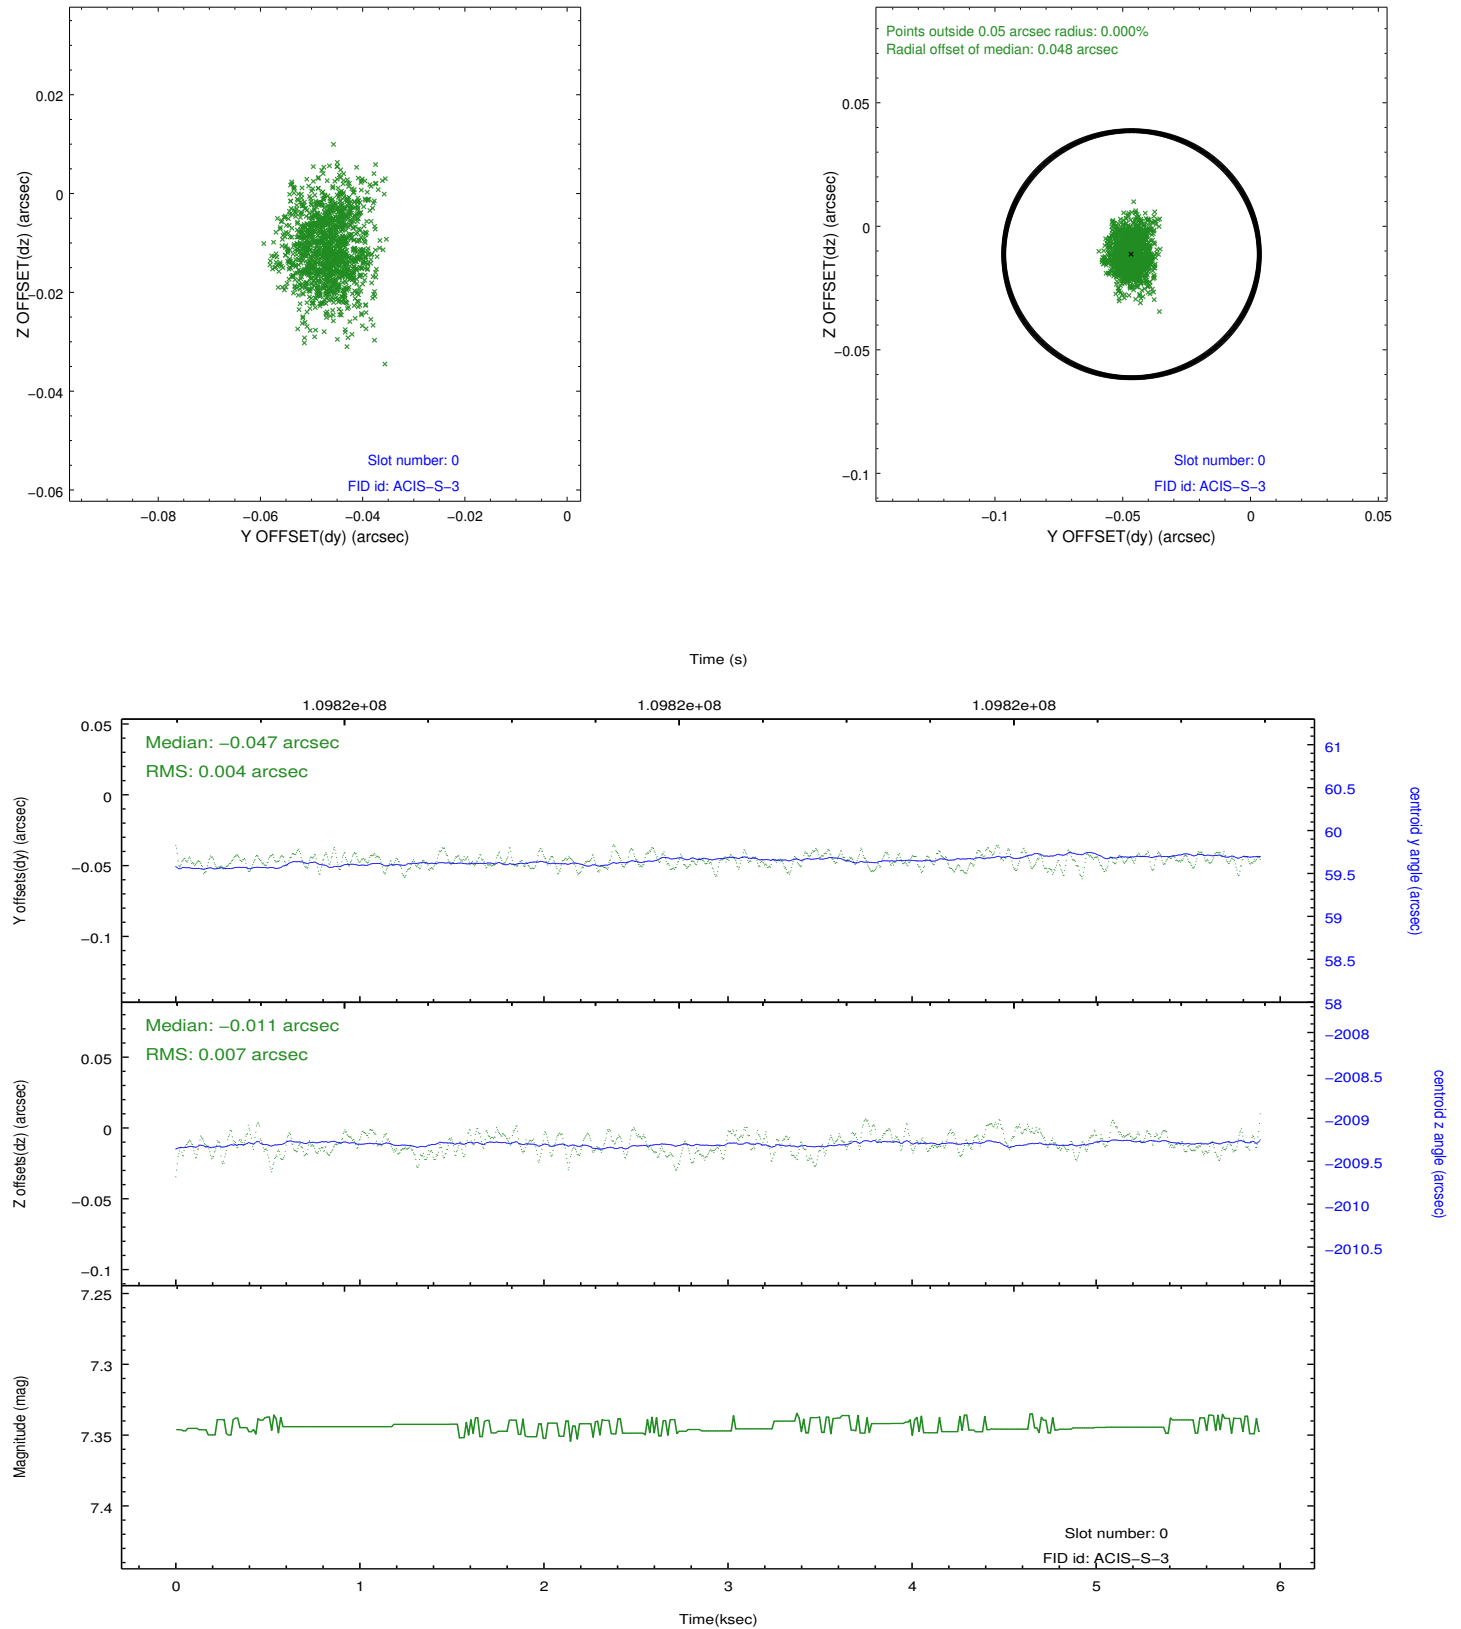 0.02
0
−0.02
−0.04
−0.06
Z OFFSET(dz) (arcsec)
Slot number: 0
FID id: ACIS−S−3
−0.08
−0.06
−0.04
−0.02
0
Y OFFSET(dy) (arcsec)
Points outside 0.05 arcsec radius: 0.000%
Radial offset of median: 0.048 arcsec
0.05
0
−0.05
−0.1
Z OFFSET(dz) (arcsec)
Slot number: 0
FID id: ACIS−S−3
−0.1
−0.05
0
0.05
Y OFFSET(dy) (arcsec)
Time (s)
1.0982e+08
1.0982e+08
1.0982e+08
0.05
0
−0.05
−0.1
Y offsets(dy) (arcsec)
Median: −0.047 arcsec
RMS: 0.004 arcsec
61
60.5
60
59.5
59
58.5
58
centroid y angle (arcsec)
0.05
0
−0.05
−0.1
Z offsets(dz) (arcsec)
Median: −0.011 arcsec
RMS: 0.007 arcsec
−2008
−2008.5
−2009
−2009.5
−2010
−2010.5
centroid z angle (arcsec)
7.25
7.3
7.35
7.4
Magnitude (mag)
Slot number: 0
FID id: ACIS−S−3
0
1
2
3
4
5
6
Time(ksec)